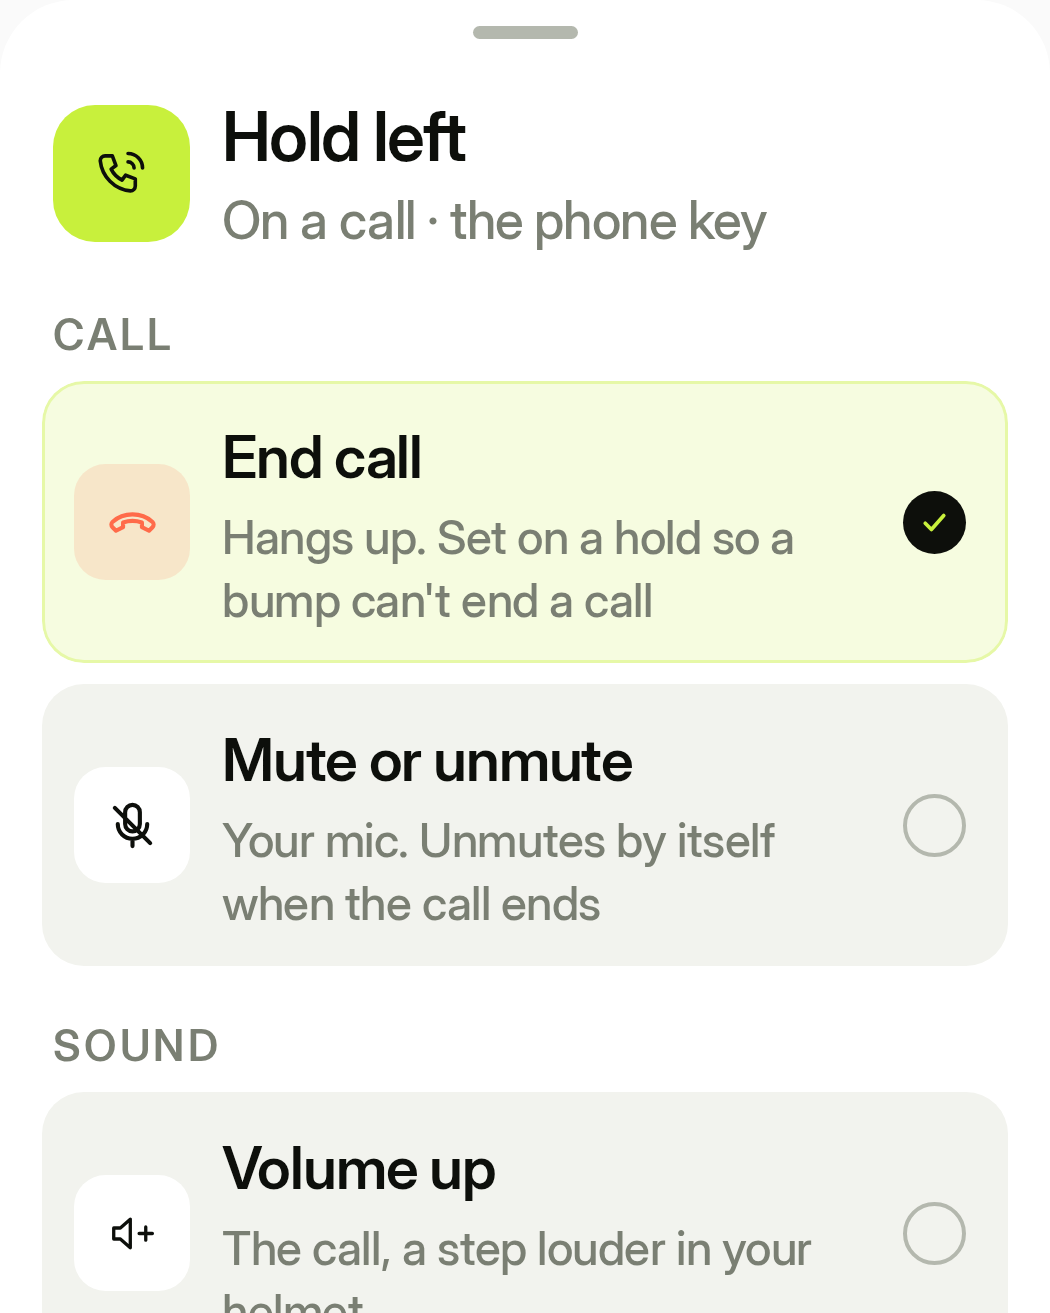 Hold left
On a call · the phone key
CALL
End call
Hangs up. Set on a hold so a
bump can't end a call
Mute or unmute
Your mic. Unmutes by itself
when the call ends
SOUND
Volume up
The call, a step louder in your
helmet